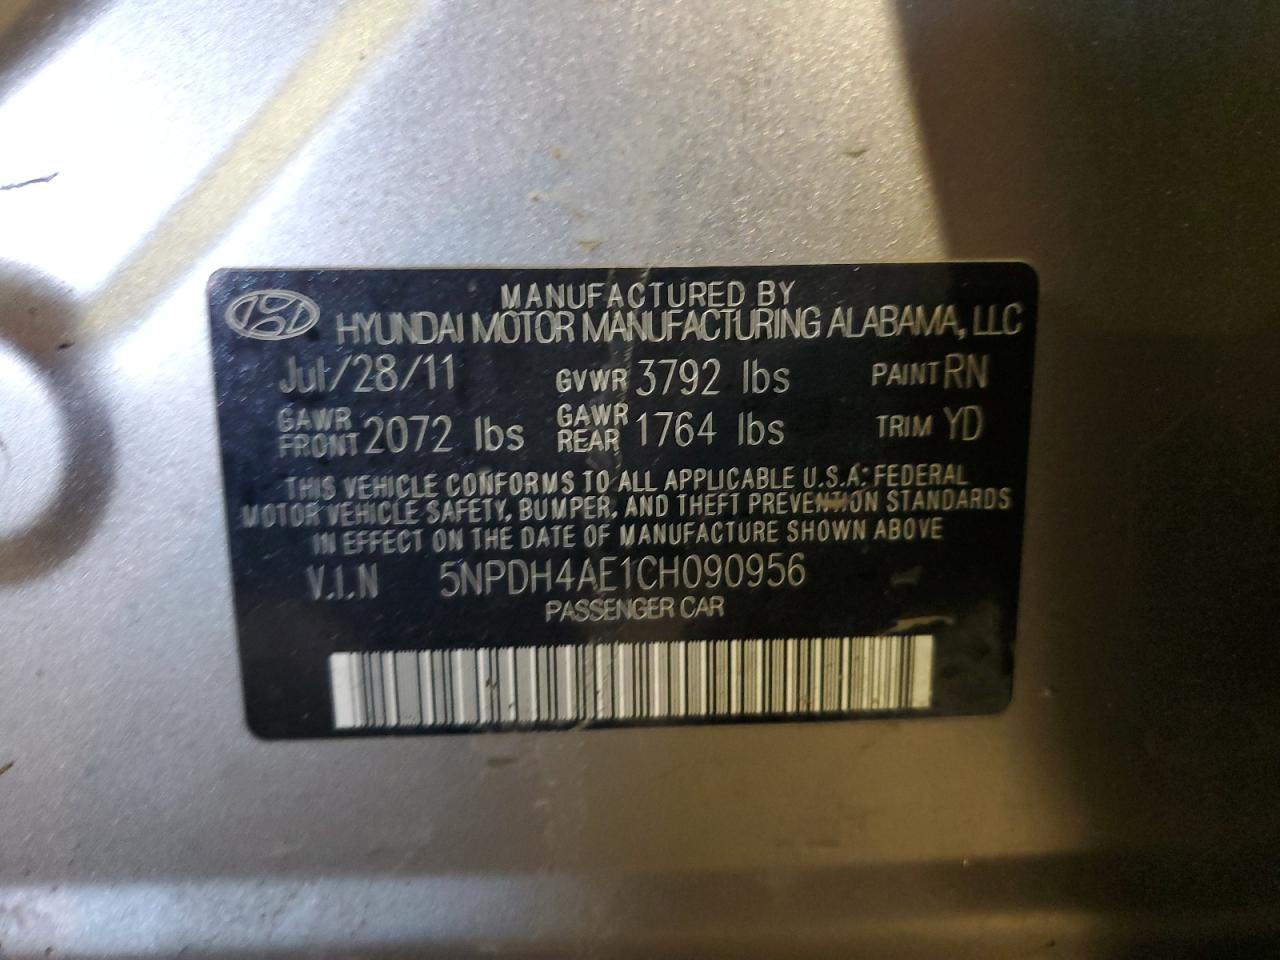 MANUFACTURED BY
HYUNDAI MOTOR MANUFACTURING ALABAMA, LLC
Jul/28/11 GVWR 3792 lbs PAINT RN
GAWR FRONT 2072 lbs GAWR REAR 1764 lbs TRIM YD
THIS VEHICLE CONFORMS TO ALL APPLICABLE U.S.A. FEDERAL
MOTOR VEHICLE SAFETY, BUMPER, AND THEFT PREVENTION STANDARDS
IN EFFECT ON THE DATE OF MANUFACTURE SHOWN ABOVE
V.I.N 5NPDH4AE1CH090956
PASSENGER CAR